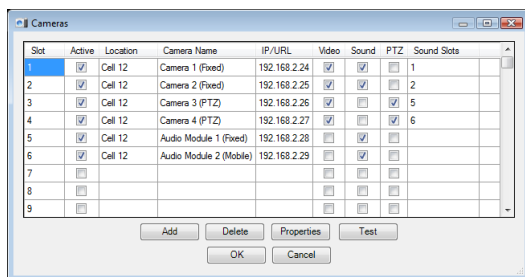 Cameras
Slot Active Location Camera Name IP/URL Video Sound PTZ Sound Slots
1 Cell 12 Camera 1 (Fixed) 192.168.2.24 1
2 Cell 12 Camera 2 (Fixed) 192.168.2.25 2
3 Cell 12 Camera 3 (PTZ) 192.168.2.26 5
4 Cell 12 Camera 4 (PTZ) 192.168.2.27 6
5 Cell 12 Audio Module 1 (Fixed) 192.168.2.28
6 Cell 12 Audio Module 2 (Mobile) 192.168.2.29
7
8
9
Add Delete Properties Test
OK Cancel